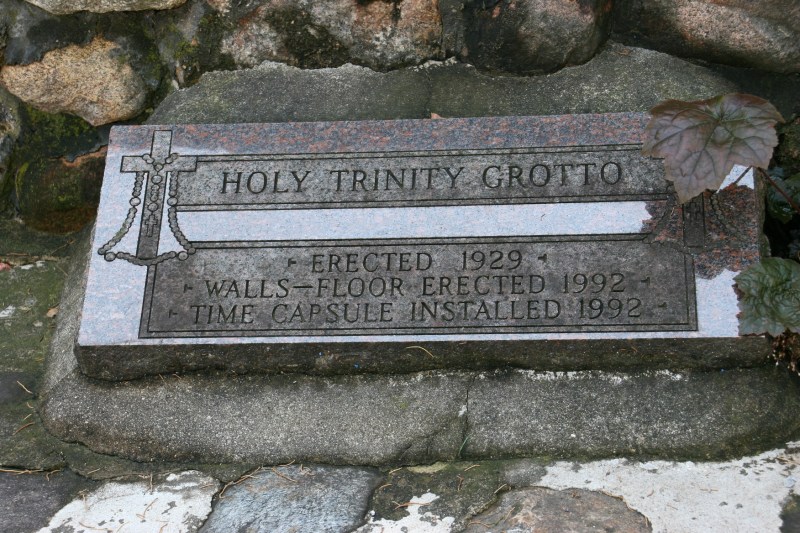 HOLY TRINITY GROTTO
ERECTED 1929
WALLS-FLOOR ERECTED 1992
TIME CAPSULE INSTALLED 1992